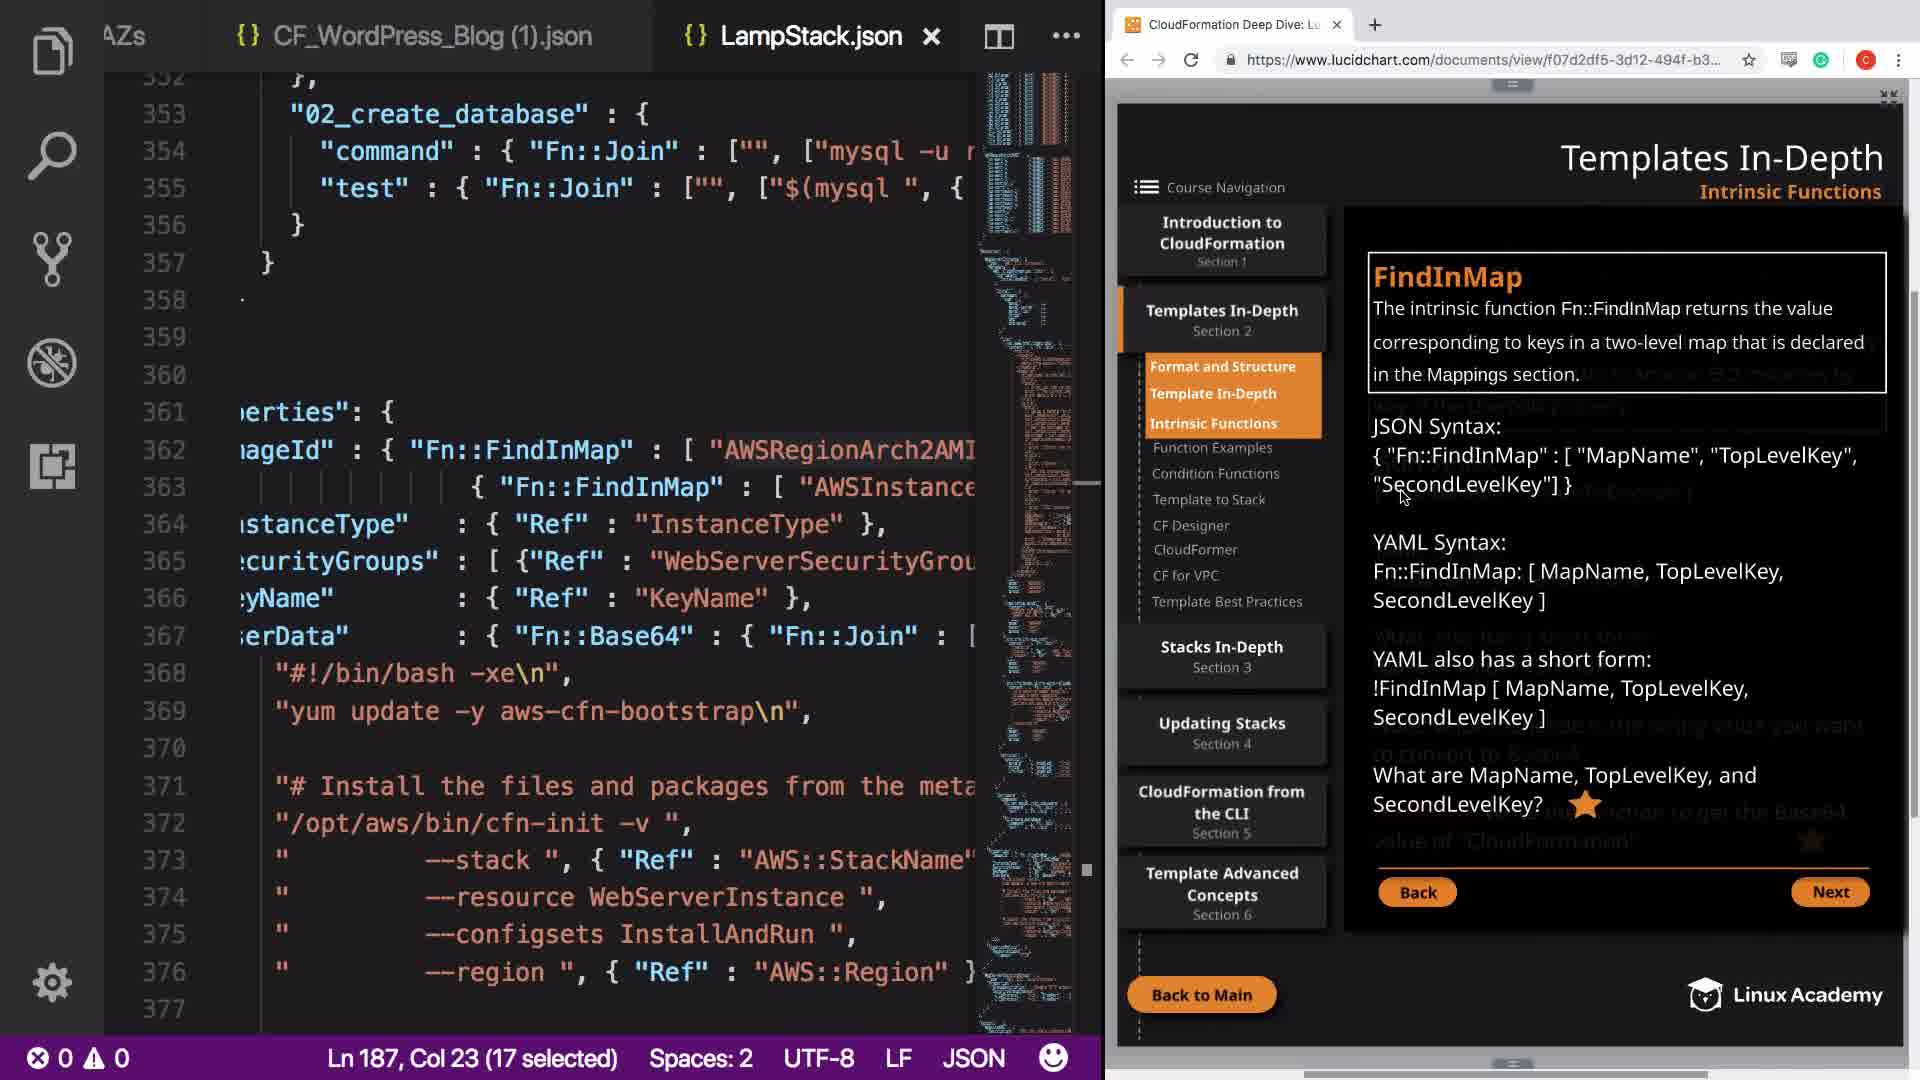 AZs
{} CF_WordPress_Blog (1).json
{} LampStack.json
352 },
353 "02_create_database" : {
354 "command" : { "Fn::Join" : ["", ["mysql -u r
355 "test" : { "Fn::Join" : ["", ["$(mysql ", {
356 }
357 }
358
359
360
361 perties": {
362 mageId" : { "Fn::FindInMap" : [ "AWSRegionArch2AMI
363 { "Fn::FindInMap" : [ "AWSInstance
364 nstanceType" : { "Ref" : "InstanceType" },
365 ecurityGroups" : [ {"Ref" : "WebServerSecurityGrou
366 eyName" : { "Ref" : "KeyName" },
367 serData" : { "Fn::Base64" : { "Fn::Join" : [
368 "#!/bin/bash -xe\n",
369 "yum update -y aws-cfn-bootstrap\n",
370
371 "# Install the files and packages from the meta
372 "/opt/aws/bin/cfn-init -v ",
373 " --stack ", { "Ref" : "AWS::StackName"
374 " --resource WebServerInstance ",
375 " --configsets InstallAndRun ",
376 " --region ", { "Ref" : "AWS::Region" }
377
0 0 Ln 187, Col 23 (17 selected) Spaces: 2 UTF-8 LF JSON
CloudFormation Deep Dive: Lu
https://www.lucidchart.com/documents/view/f07d2df5-3d12-494f-b3...
C
Templates In-Depth
Intrinsic Functions
Course Navigation
Introduction to
CloudFormation
Section 1
Templates In-Depth
Section 2
Format and Structure
Template In-Depth
Intrinsic Functions
Function Examples
Condition Functions
Template to Stack
CF Designer
CloudFormer
CF for VPC
Template Best Practices
Stacks In-Depth
Section 3
Updating Stacks
Section 4
CloudFormation from
the CLI
Section 5
Template Advanced
Concepts
Section 6
Back to Main
FindInMap
The intrinsic function Fn::FindInMap returns the value
corresponding to keys in a two-level map that is declared
in the Mappings section.
JSON Syntax:
{ "Fn::FindInMap" : [ "MapName", "TopLevelKey",
"SecondLevelKey"] }
YAML Syntax:
Fn::FindInMap: [ MapName, TopLevelKey,
SecondLevelKey ]
YAML also has a short form:
!FindInMap [ MapName, TopLevelKey,
SecondLevelKey ]
What are MapName, TopLevelKey, and
SecondLevelKey?
Back
Next
Linux Academy